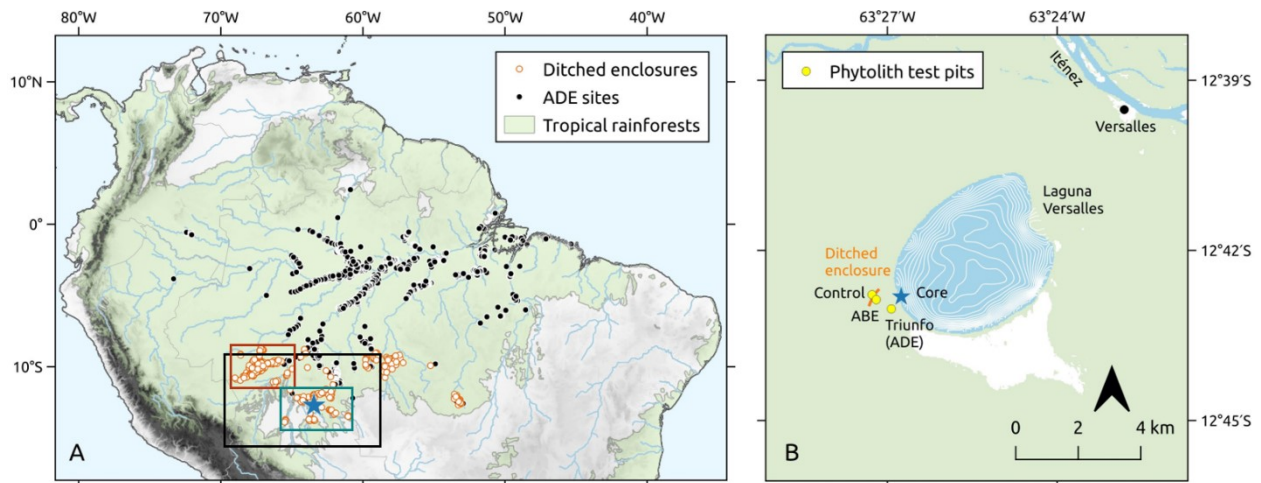 80°W 70°W 60°W 50°W 40°W
10°N
0°
10°S
Ditched enclosures
ADE sites
Tropical rainforests
A
63°27'W 63°24'W
12°39'S
12°42'S
12°45'S
Phytolith test pits
Iténez
Versalles
Laguna
Versalles
Ditched
enclosure
Control
Core
ABE
Triunfo
(ADE)
0 2 4 km
B